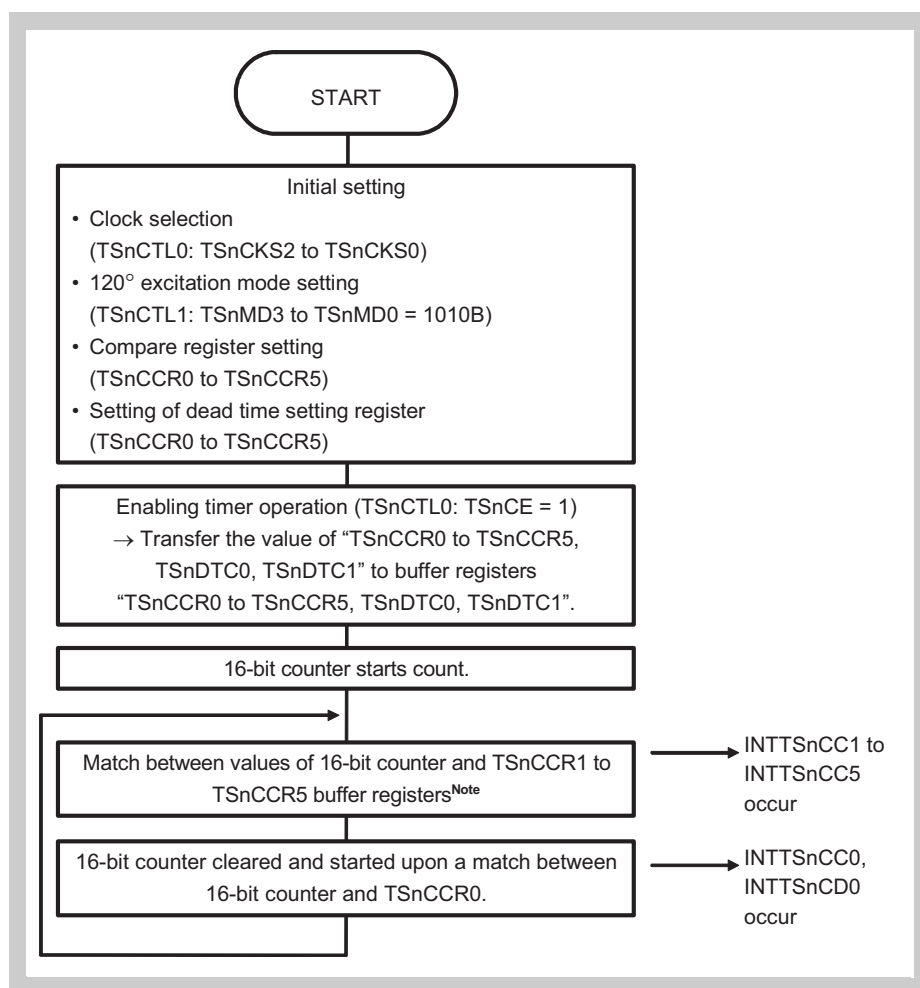 START
Initial setting
• Clock selection
(TSnCTL0: TSnCKS2 to TSnCKS0)
• 120° excitation mode setting
(TSnCTL1: TSnMD3 to TSnMD0 = 1010B)
• Compare register setting
(TSnCCR0 to TSnCCR5)
• Setting of dead time setting register
(TSnCCR0 to TSnCCR5)
Enabling timer operation (TSnCTL0: TSnCE = 1)
→ Transfer the value of “TSnCCR0 to TSnCCR5,
TSnDTC0, TSnDTC1” to buffer registers
“TSnCCR0 to TSnCCR5, TSnDTC0, TSnDTC1”.
16-bit counter starts count.
Match between values of 16-bit counter and TSnCCR1 to
TSnCCR5 buffer registersNote
INTTSnCC1 to
INTTSnCC5
occur
16-bit counter cleared and started upon a match between
16-bit counter and TSnCCR0.
INTTSnCC0,
INTTSnCD0
occur